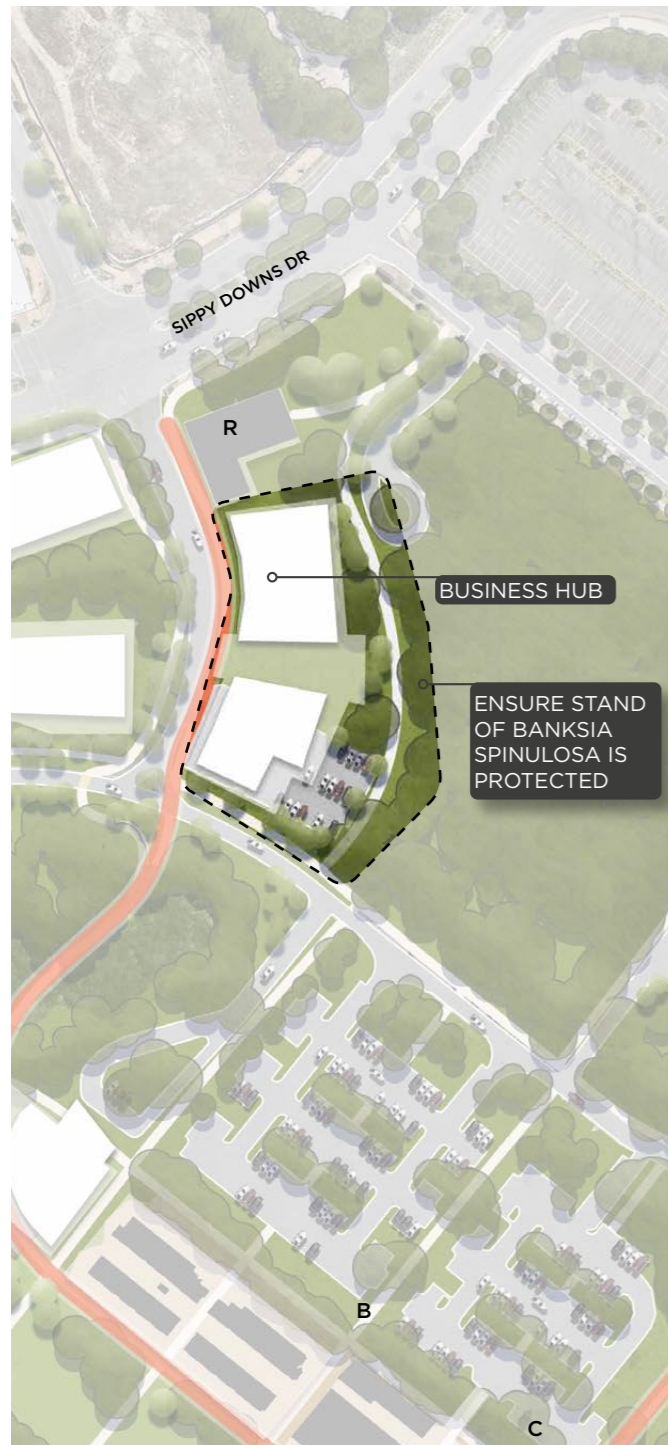 SIPPY DOWNS DR
R
BUSINESS HUB
ENSURE STAND
OF BANKSIA
SPINULOSA IS
PROTECTED
B
C